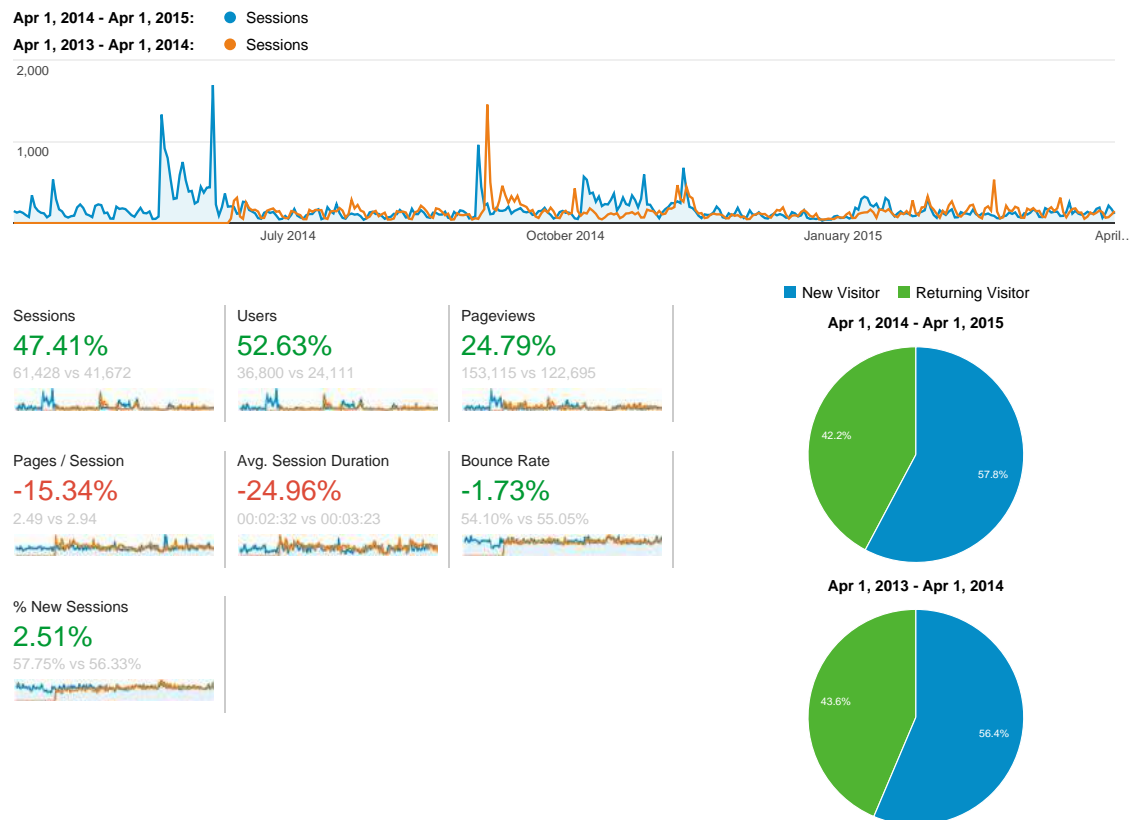 Apr 1, 2014 - Apr 1, 2015: Sessions
Apr 1, 2013 - Apr 1, 2014: Sessions
2,000
1,000
July 2014 October 2014 January 2015 April…
Sessions
47.41%
61,428 vs 41,672
Users
52.63%
36,800 vs 24,111
Pageviews
24.79%
153,115 vs 122,695
Pages / Session
-15.34%
2.49 vs 2.94
Avg. Session Duration
-24.96%
00:02:32 vs 00:03:23
Bounce Rate
-1.73%
54.10% vs 55.05%
% New Sessions
2.51%
57.75% vs 56.33%
New Visitor Returning Visitor
Apr 1, 2014 - Apr 1, 2015
42.2%
57.8%
Apr 1, 2013 - Apr 1, 2014
43.6%
56.4%